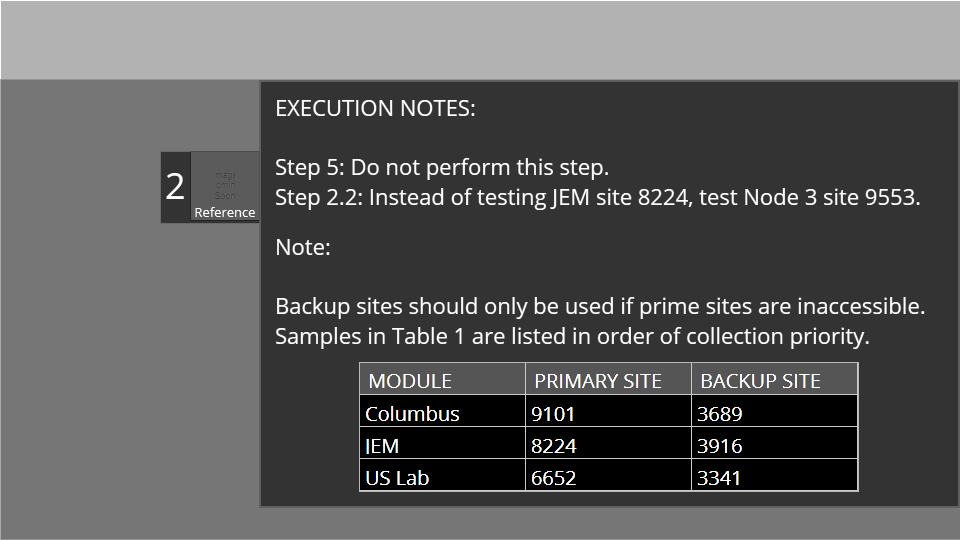 EXECUTION NOTES:
Step 5: Do not perform this step.
Step 2.2: Instead of testing JEM site 8224, test Node 3 site 9553.
2
Reference
Note:
Backup sites should only be used if prime sites are inaccessible.
Samples in Table 1 are listed in order of collection priority.
MODULE PRIMARY SITE BACKUP SITE
Columbus 9101 3689
JEM 8224 3916
US Lab 6652 3341